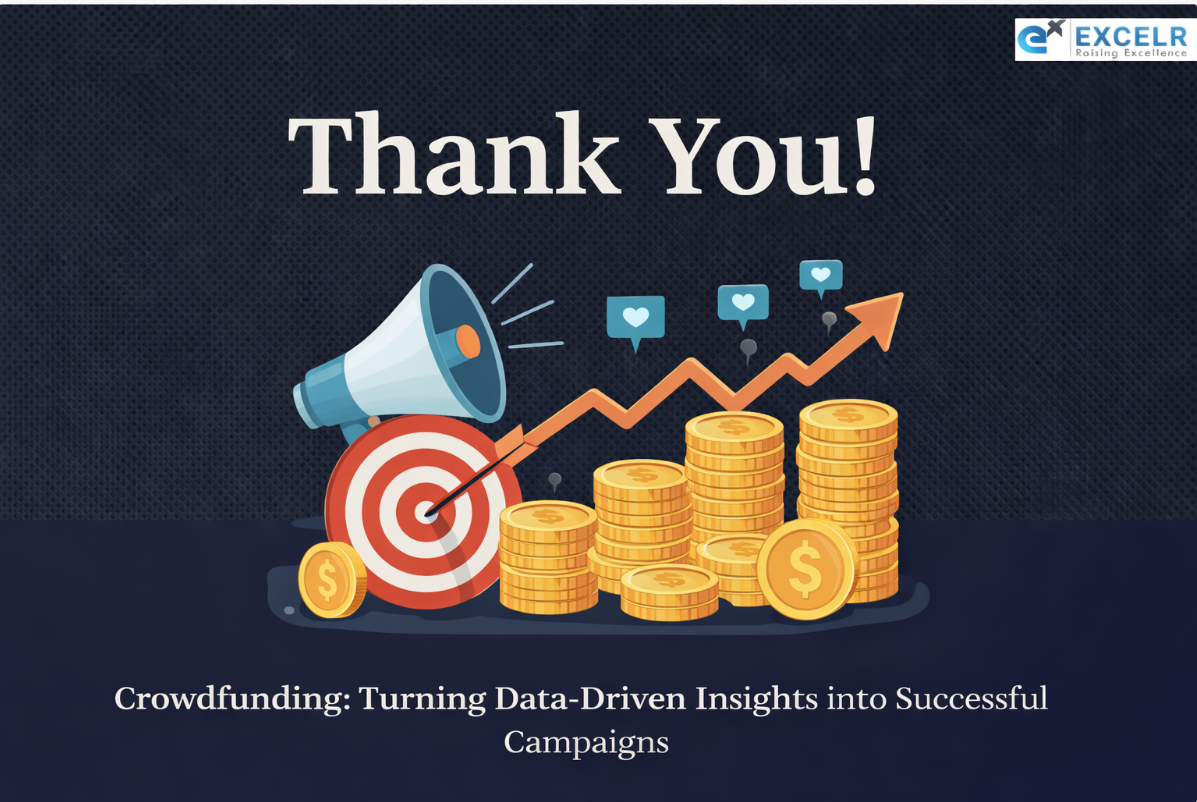 EXCELR
Raising Excellence
Thank You!
$
$
$
$
$
$
$
$
Crowdfunding: Turning Data-Driven Insights into Successful
Campaigns